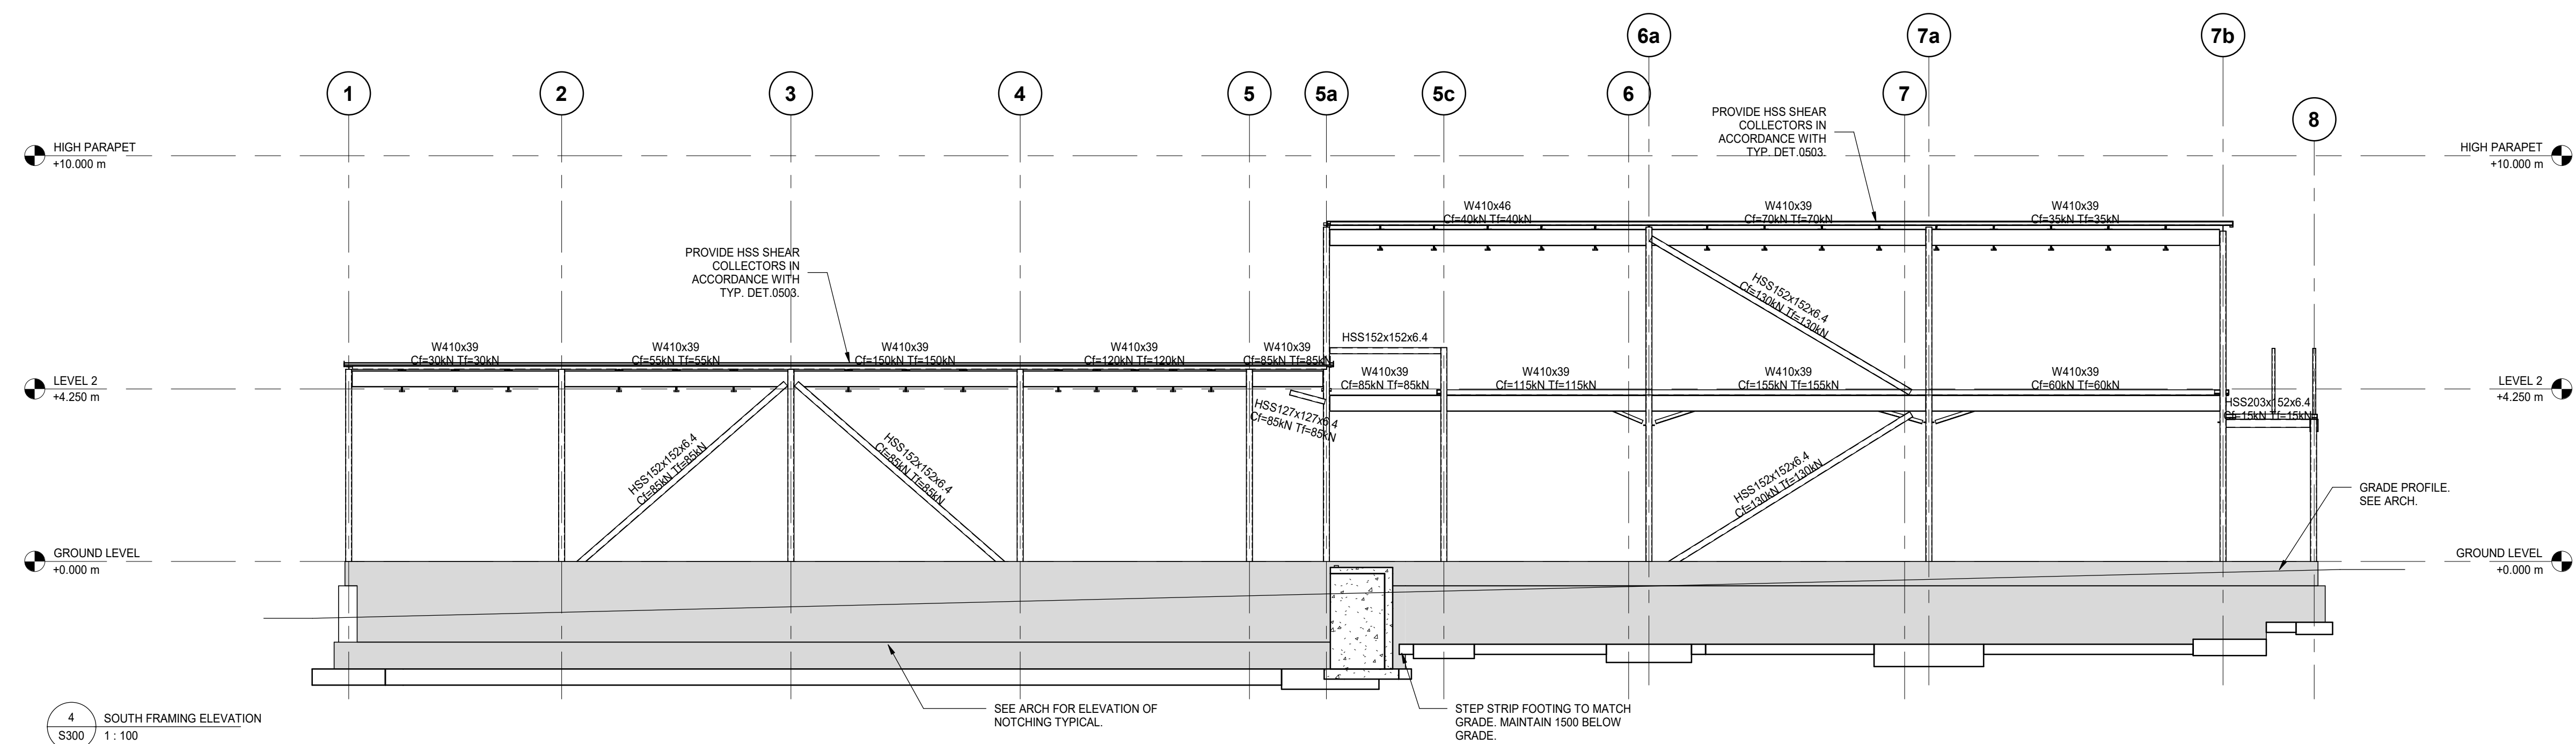 6a
7a
7b
1
2
3
4
5
5a
5c
6
7
8
PROVIDE HSS SHEAR
COLLECTORS IN
ACCORDANCE WITH
TYP. DET.0503.
HIGH PARAPET
+10.000 m
HIGH PARAPET
+10.000 m
W410x46
Cf=40kN Tf=40kN
W410x39
Cf=70kN Tf=70kN
W410x39
Cf=35kN Tf=35kN
PROVIDE HSS SHEAR
COLLECTORS IN
ACCORDANCE WITH
TYP. DET.0503.
HSS152x152x6.4
Cf=130kN Tf=130kN
HSS152x152x6.4
W410x39
Cf=30kN Tf=30kN
W410x39
Cf=55kN Tf=55kN
W410x39
Cf=150kN Tf=150kN
W410x39
Cf=120kN Tf=120kN
W410x39
Cf=85kN Tf=85kN
W410x39
Cf=85kN Tf=85kN
W410x39
Cf=115kN Tf=115kN
W410x39
Cf=155kN Tf=155kN
W410x39
Cf=60kN Tf=60kN
LEVEL 2
+4.250 m
LEVEL 2
+4.250 m
HSS127x127x6.4
Cf=85kN Tf=85kN
HSS203x152x6.4
Cf=15kN Tf=15kN
HSS152x152x6.4
Cf=85kN Tf=85kN
HSS152x152x6.4
Cf=85kN Tf=85kN
HSS152x152x6.4
Cf=130kN Tf=130kN
GRADE PROFILE.
SEE ARCH.
GROUND LEVEL
+0.000 m
GROUND LEVEL
+0.000 m
SEE ARCH FOR ELEVATION OF
NOTCHING TYPICAL.
STEP STRIP FOOTING TO MATCH
GRADE. MAINTAIN 1500 BELOW
GRADE.
4
S300
SOUTH FRAMING ELEVATION
1 : 100